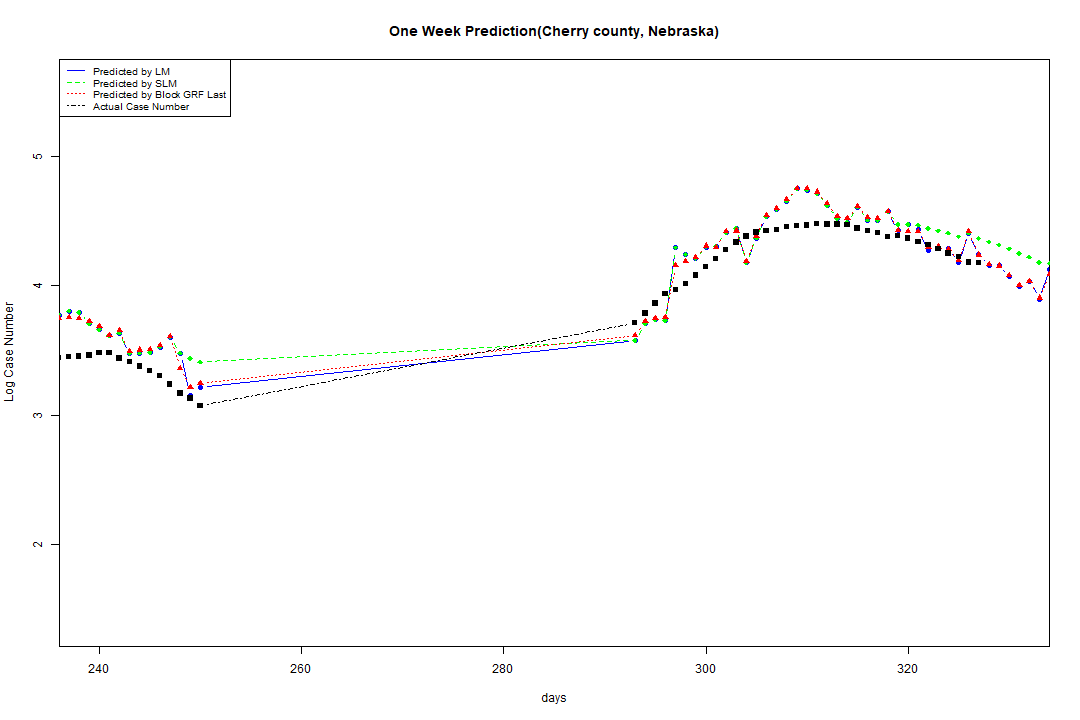 One Week Prediction(Cherry county, Nebraska)
Predicted by LM
Predicted by SLM
Predicted by Block GRF Last
Actual Case Number
5
4
3
2
Log Case Number
240 260 280 300 320
days